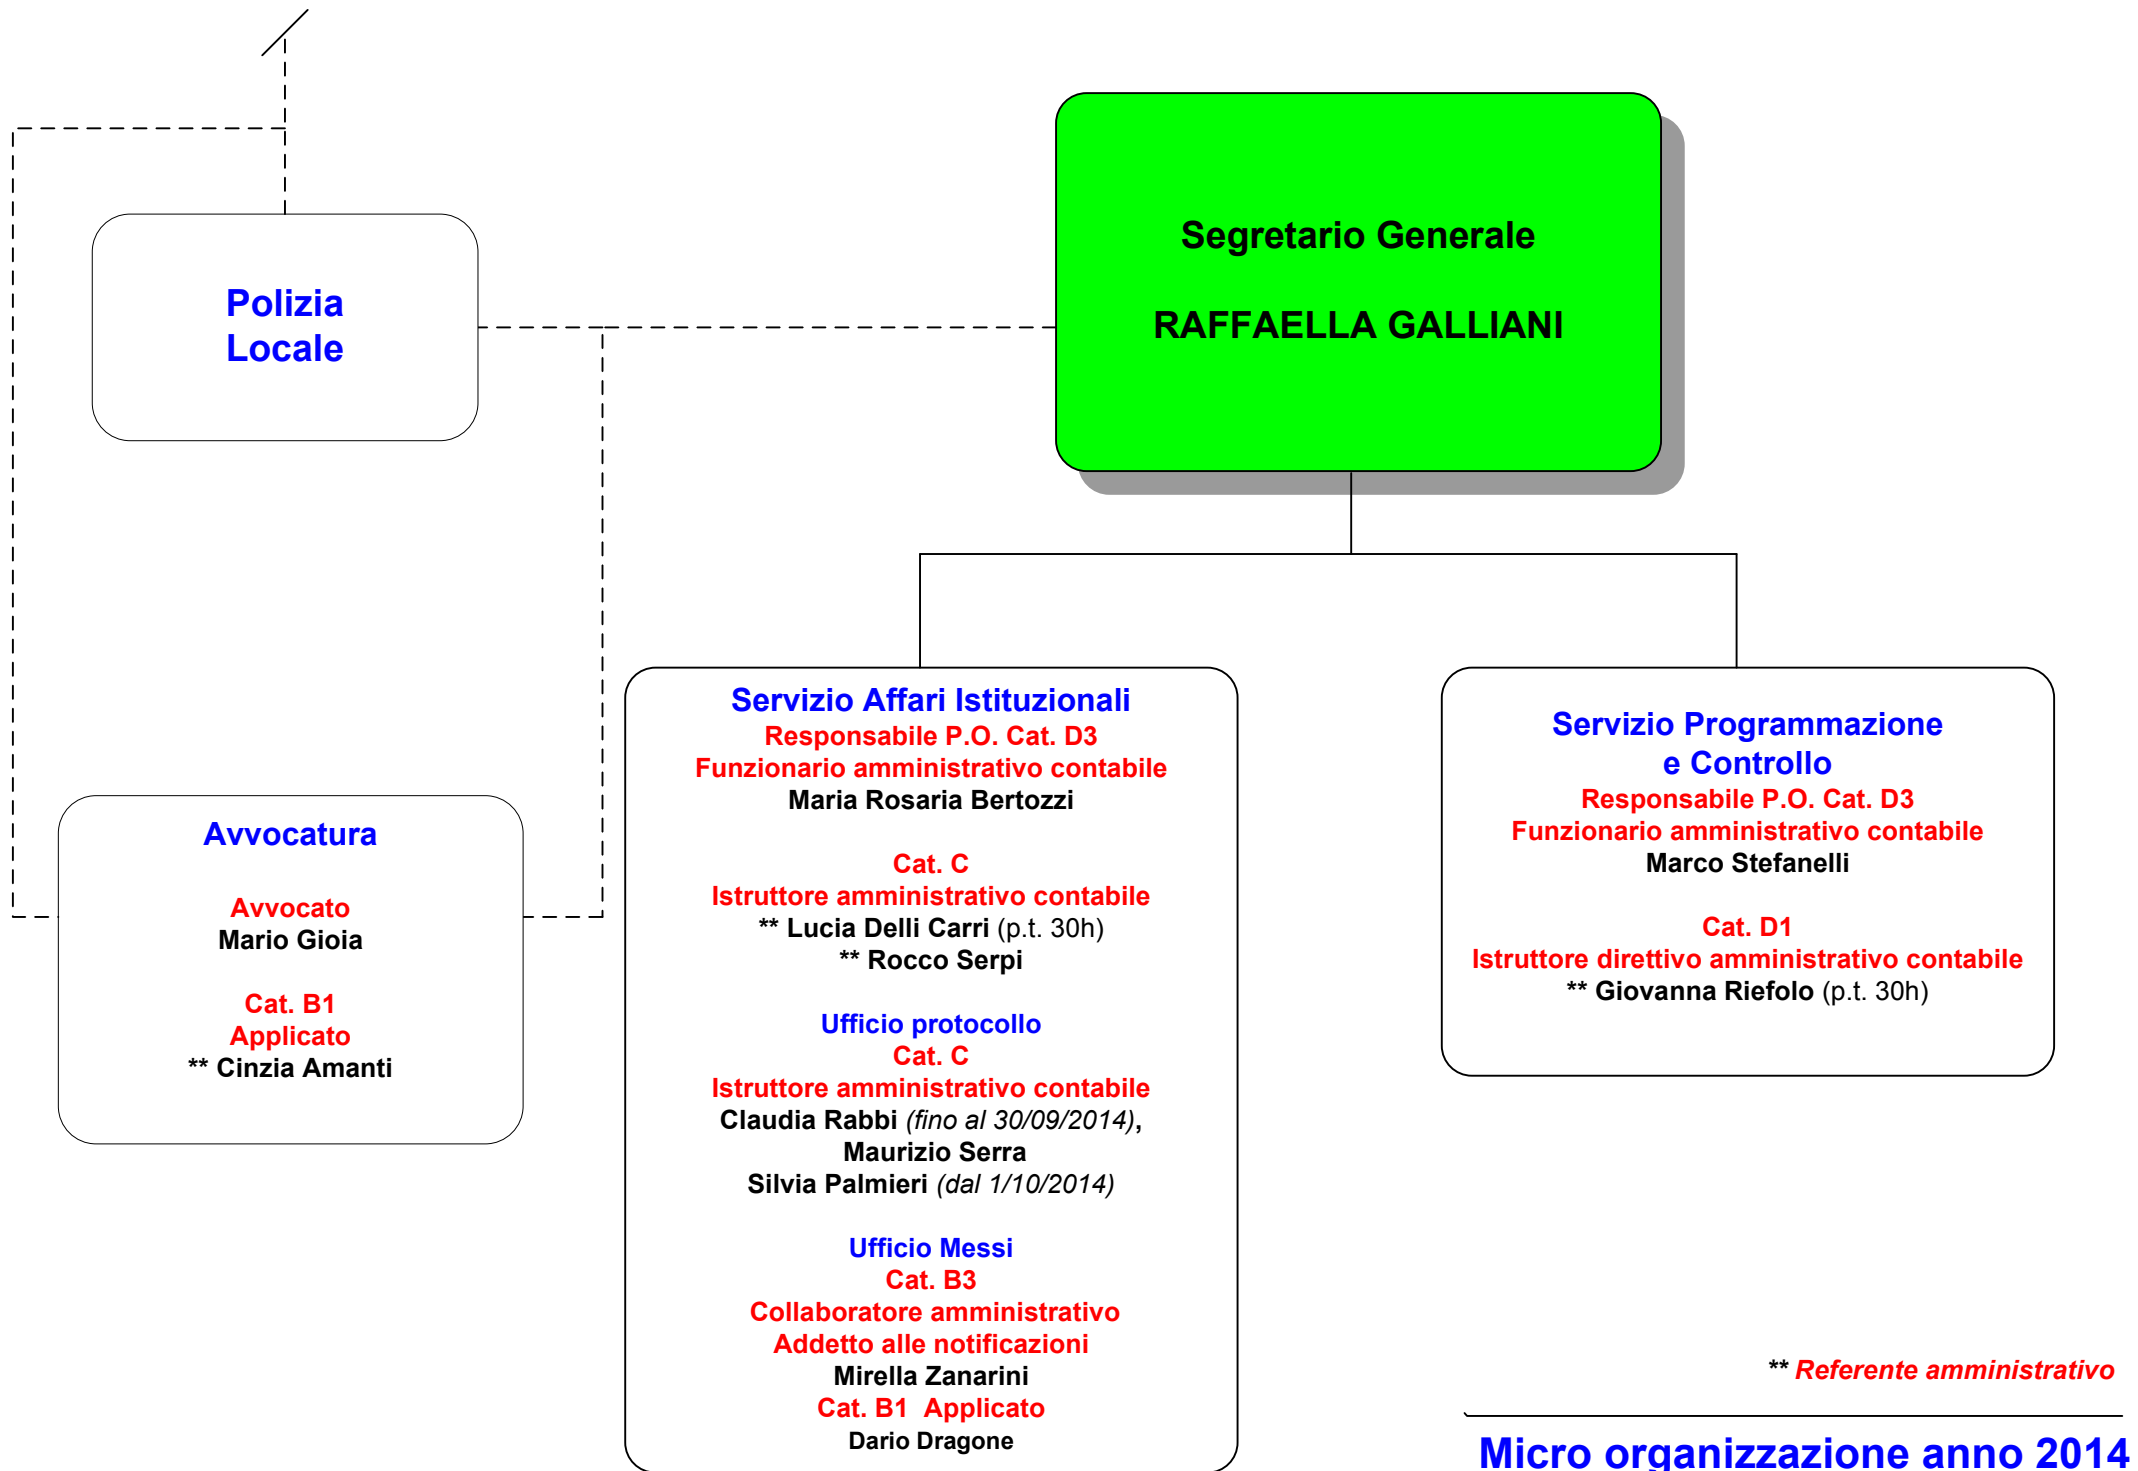 Segretario Generale
RAFFAELLA GALLIANI
Polizia
Locale
Avvocatura
Avvocato
Mario Gioia
Cat. B1
Applicato
** Cinzia Amanti
Servizio Affari Istituzionali
Responsabile P.O. Cat. D3
Funzionario amministrativo contabile
Maria Rosaria Bertozzi
Cat. C
Istruttore amministrativo contabile
** Lucia Delli Carri (p.t. 30h)
** Rocco Serpi
Ufficio protocollo
Cat. C
Istruttore amministrativo contabile
Claudia Rabbi (fino al 30/09/2014),
Maurizio Serra
Silvia Palmieri (dal 1/10/2014)
Ufficio Messi
Cat. B3
Collaboratore amministrativo
Addetto alle notificazioni
Mirella Zanarini
Cat. B1 Applicato
Dario Dragone
Servizio Programmazione
e Controllo
Responsabile P.O. Cat. D3
Funzionario amministrativo contabile
Marco Stefanelli
Cat. D1
Istruttore direttivo amministrativo contabile
** Giovanna Riefolo (p.t. 30h)
** Referente amministrativo
Micro organizzazione anno 2014